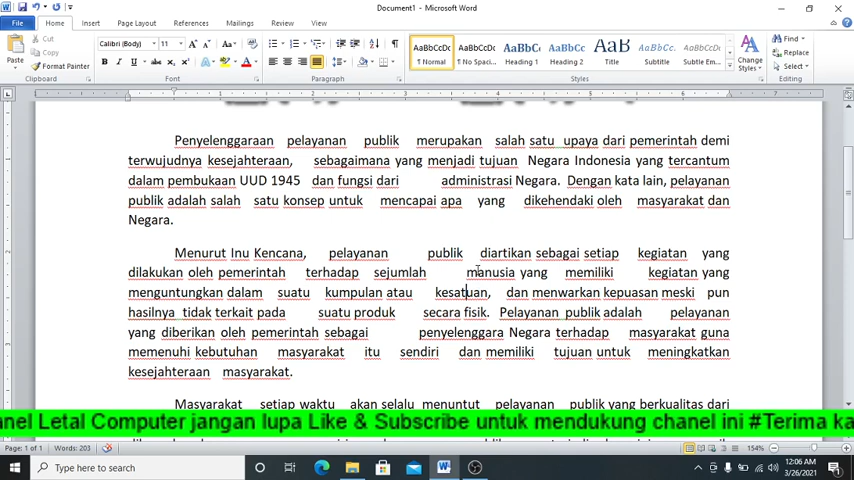 Document1 - Microsoft Word
File Home Insert Page Layout References Mailings Review View
Cut
Copy
Format Painter
Paste
Calibri (Body) 11
AaBbCcDc AaBbCcDc AaBbC( AaBbCc AaB AaBbCc. AaBbCcDc
¶ Normal ¶ No Spaci... Heading 1 Heading 2 Title Subtitle Subtle Em...
Change Styles
Find
Replace
Select
Clipboard Font Paragraph Styles Editing
Penyelenggaraan pelayanan publik merupakan salah satu upaya dari pemerintah demi
terwujudnya kesejahteraan, sebagaimana yang menjadi tujuan Negara Indonesia yang tercantum
dalam pembukaan UUD 1945 dan fungsi dari administrasi Negara. Dengan kata lain, pelayanan
publik adalah salah satu konsep untuk mencapai apa yang dikehendaki oleh masyarakat dan
Negara.
Menurut Inu Kencana, pelayanan publik diartikan sebagai setiap kegiatan yang
dilakukan oleh pemerintah terhadap sejumlah manusia yang memiliki kegiatan yang
menguntungkan dalam suatu kumpulan atau kesatuan, dan menwarkan kepuasan meski pun
hasilnya tidak terkait pada suatu produk secara fisik. Pelayanan publik adalah pelayanan
yang diberikan oleh pemerintah sebagai penyelenggara Negara terhadap masyarakat guna
memenuhi kebutuhan masyarakat itu sendiri dan memiliki tujuan untuk meningkatkan
kesejahteraan masyarakat.
Masyarakat setiap waktu akan selalu menuntut pelayanan publik yang berkualitas dari
anel Letal Computer jangan lupa Like & Subscribe untuk mendukung chanel ini #Terima ka
Page: 1 of 1 Words: 203 154%
Type here to search
12:06 AM
3/26/2021